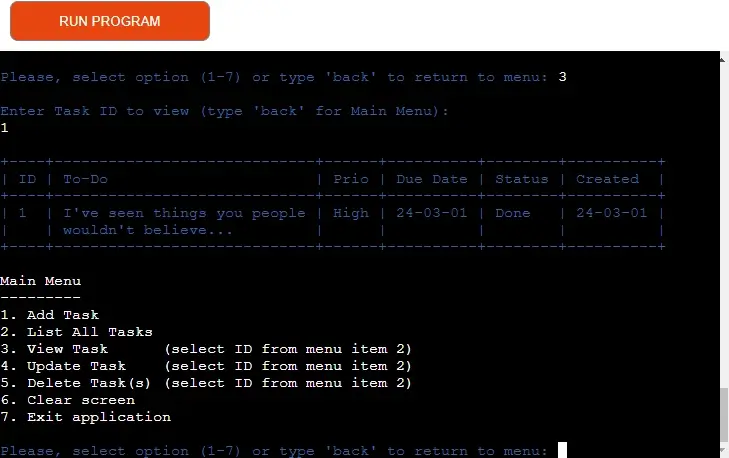 RUN PROGRAM
Please, select option (1-7) or type 'back' to return to menu: 3
Enter Task ID to view (type 'back' for Main Menu):
1
+----+--------------------------------+------+----------+--------+----------+
| ID | To-Do                          | Prio | Due Date | Status | Created  |
+----+--------------------------------+------+----------+--------+----------+
| 1  | I've seen things you people    | High | 24-03-01 | Done   | 24-03-01 |
|    | wouldn't believe...            |      |          |        |          |
+----+--------------------------------+------+----------+--------+----------+
Main Menu
---------
1. Add Task
2. List All Tasks
3. View Task      (select ID from menu item 2)
4. Update Task    (select ID from menu item 2)
5. Delete Task(s) (select ID from menu item 2)
6. Clear screen
7. Exit application
Please, select option (1-7) or type 'back' to return to menu: